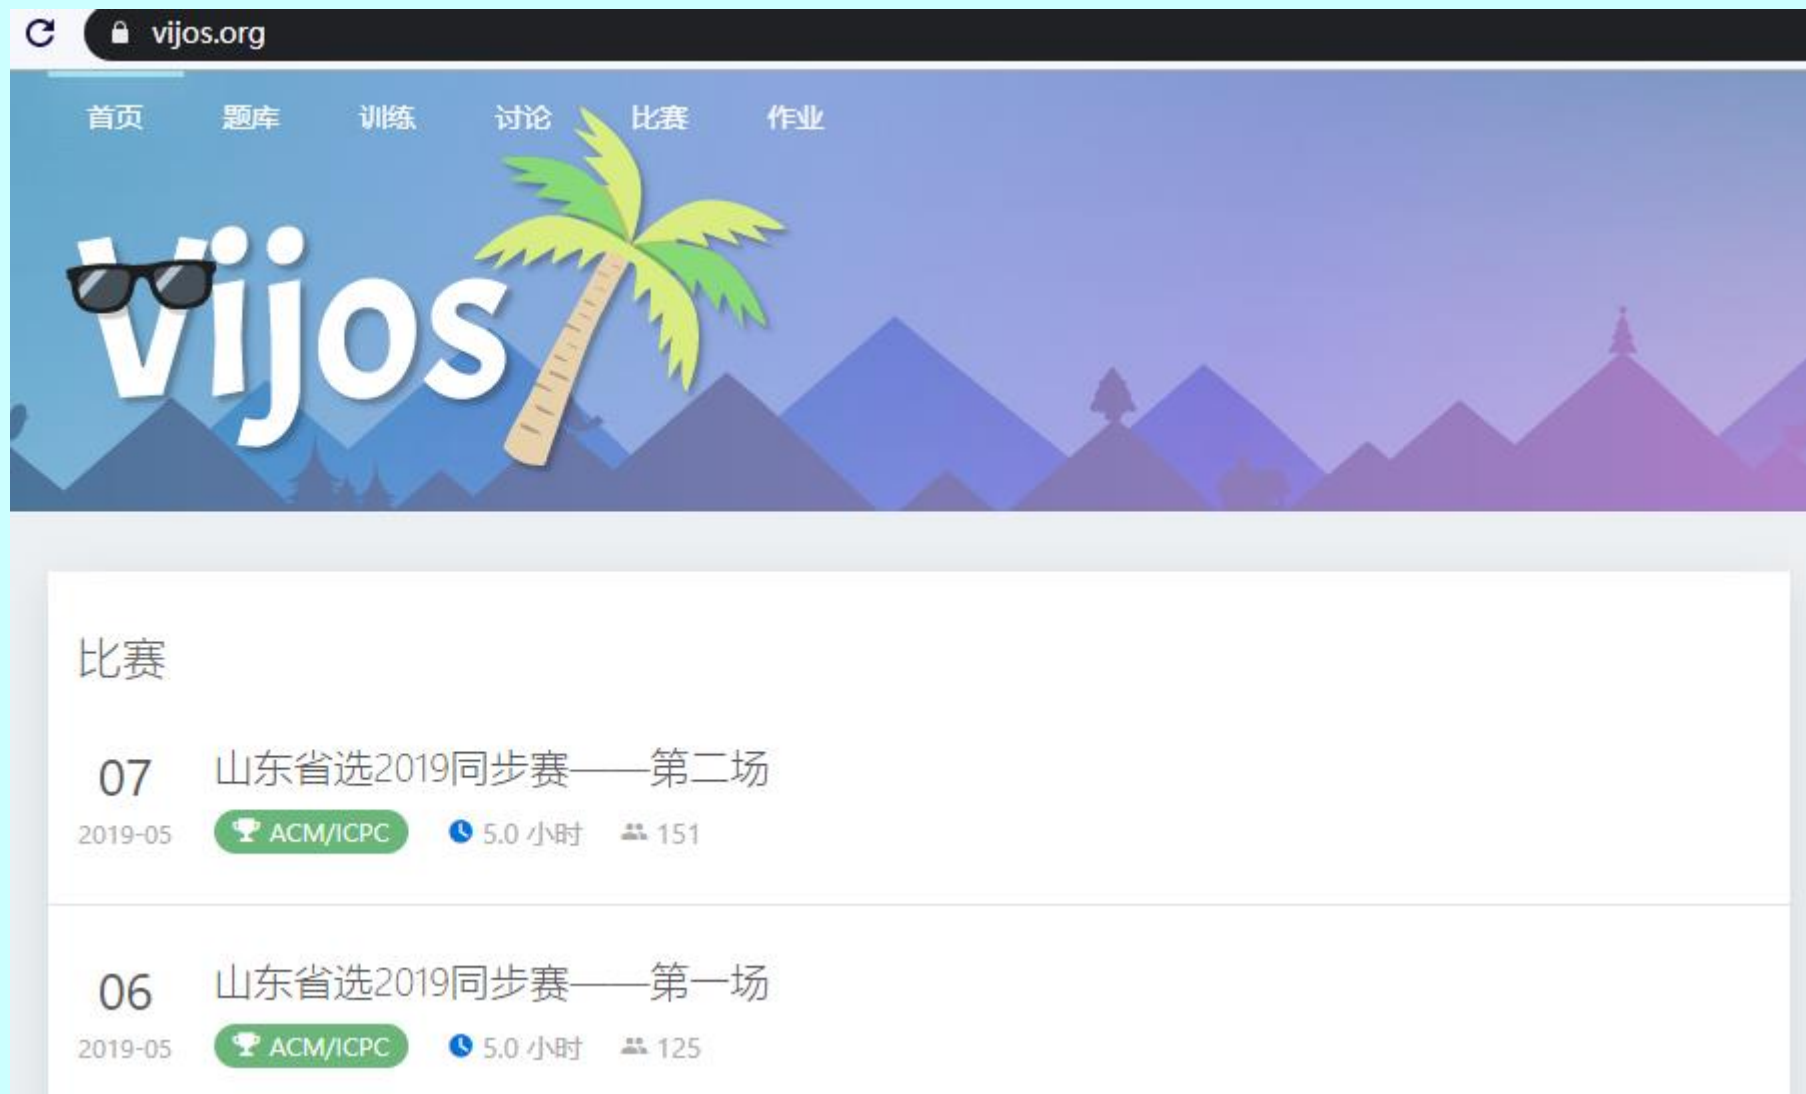 vijos.org
首页 题库 训练 讨论 比赛 作业
vijos
比赛
07 山东省选2019同步赛——第二场
2019-05 ACM/ICPC 5.0 小时 151
06 山东省选2019同步赛——第一场
2019-05 ACM/ICPC 5.0 小时 125